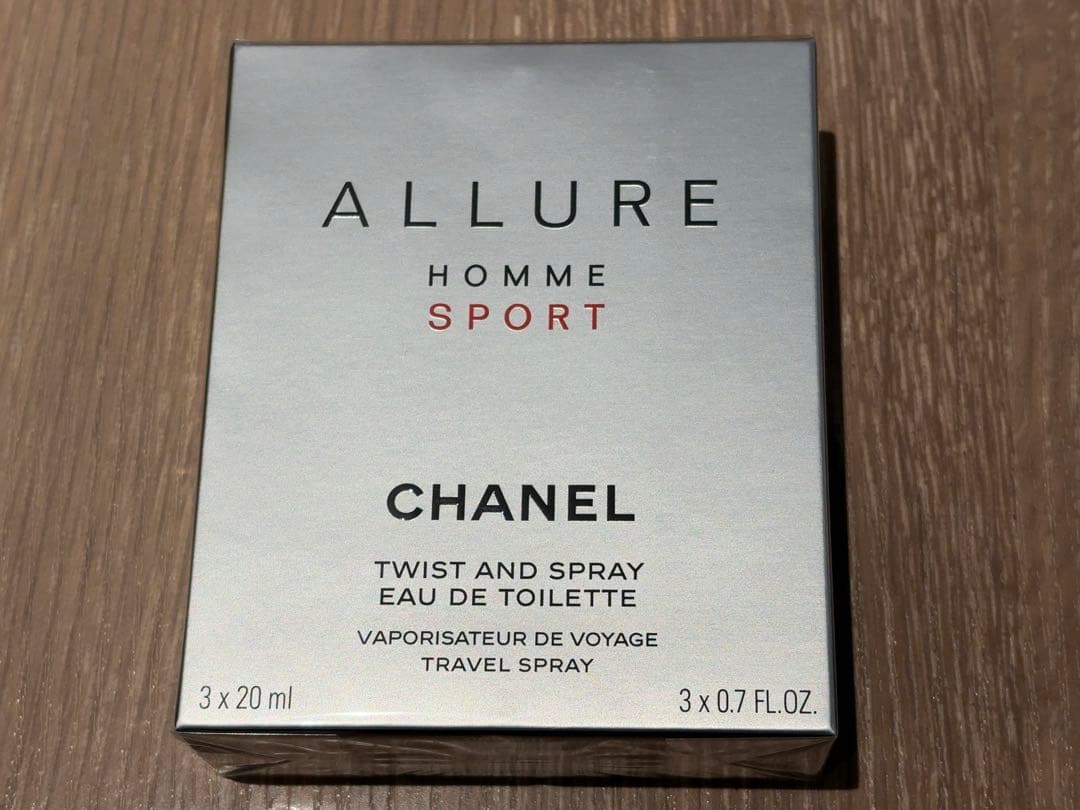 ALLURE
HOMME
SPORT
CHANEL
TWIST AND SPRAY
EAU DE TOILETTE
VAPORISATEUR DE VOYAGE
TRAVEL SPRAY
3 x 20 ml
3 x 0.7 FL.OZ.